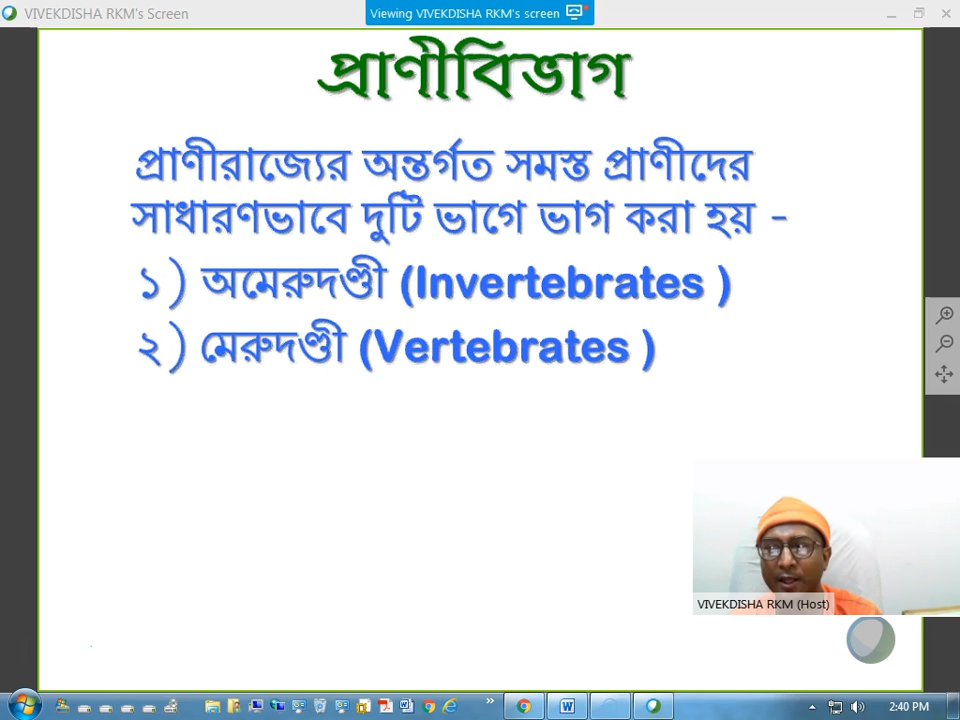 VIVEKDISHA RKM's Screen
Viewing VIVEKDISHA RKM's screen
প্রাণীবিভাগ
প্রাণীরাজ্যের অন্তর্গত সমস্ত প্রাণীদের
সাধারণভাবে দুটি ভাগে ভাগ করা হয় -
১) অমেরুদণ্ডী (Invertebrates )
২) মেরুদণ্ডী (Vertebrates )
VIVEKDISHA RKM (Host)
2:40 PM